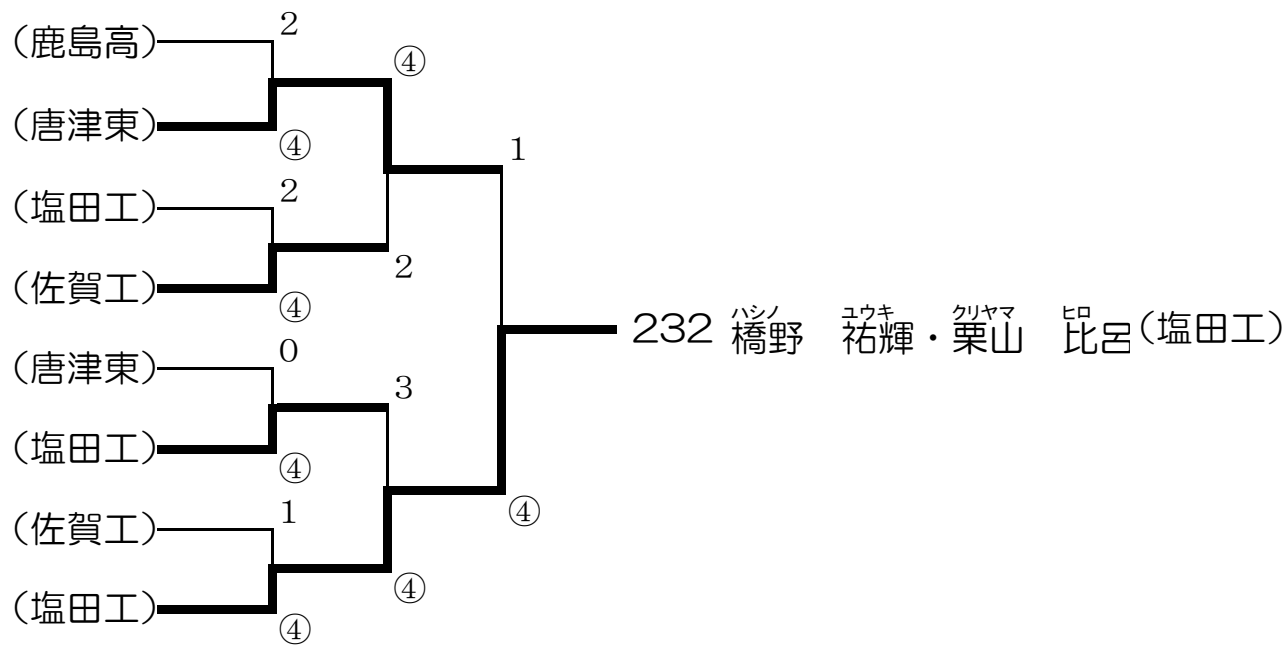 2
(鹿島高)
④
(唐津東)
④
1
2
(塩田工)
2
(佐賀工)
④
ハシノ ユウキ クリヤマ ヒロ
232 橋野 祐輝・栗山 比呂(塩田工)
0
(唐津東)
3
(塩田工)
④
④
1
(佐賀工)
④
(塩田工)
④